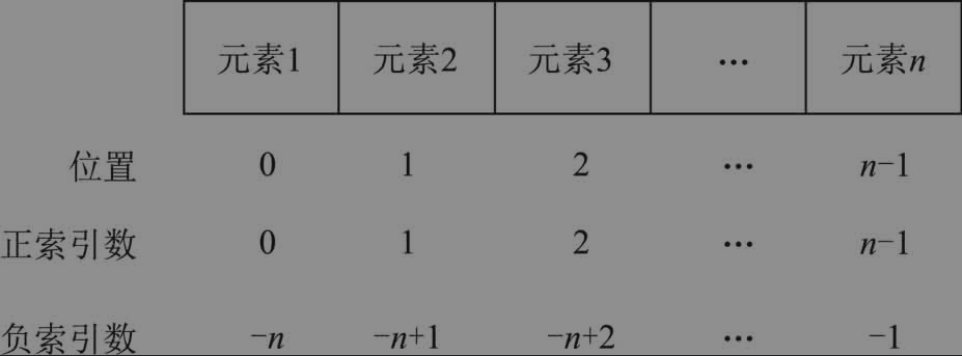 元素1 元素2 元素3 … 元素n
位置 0 1 2 … n−1
正索引数 0 1 2 … n−1
负索引数 −n −n+1 −n+2 … −1